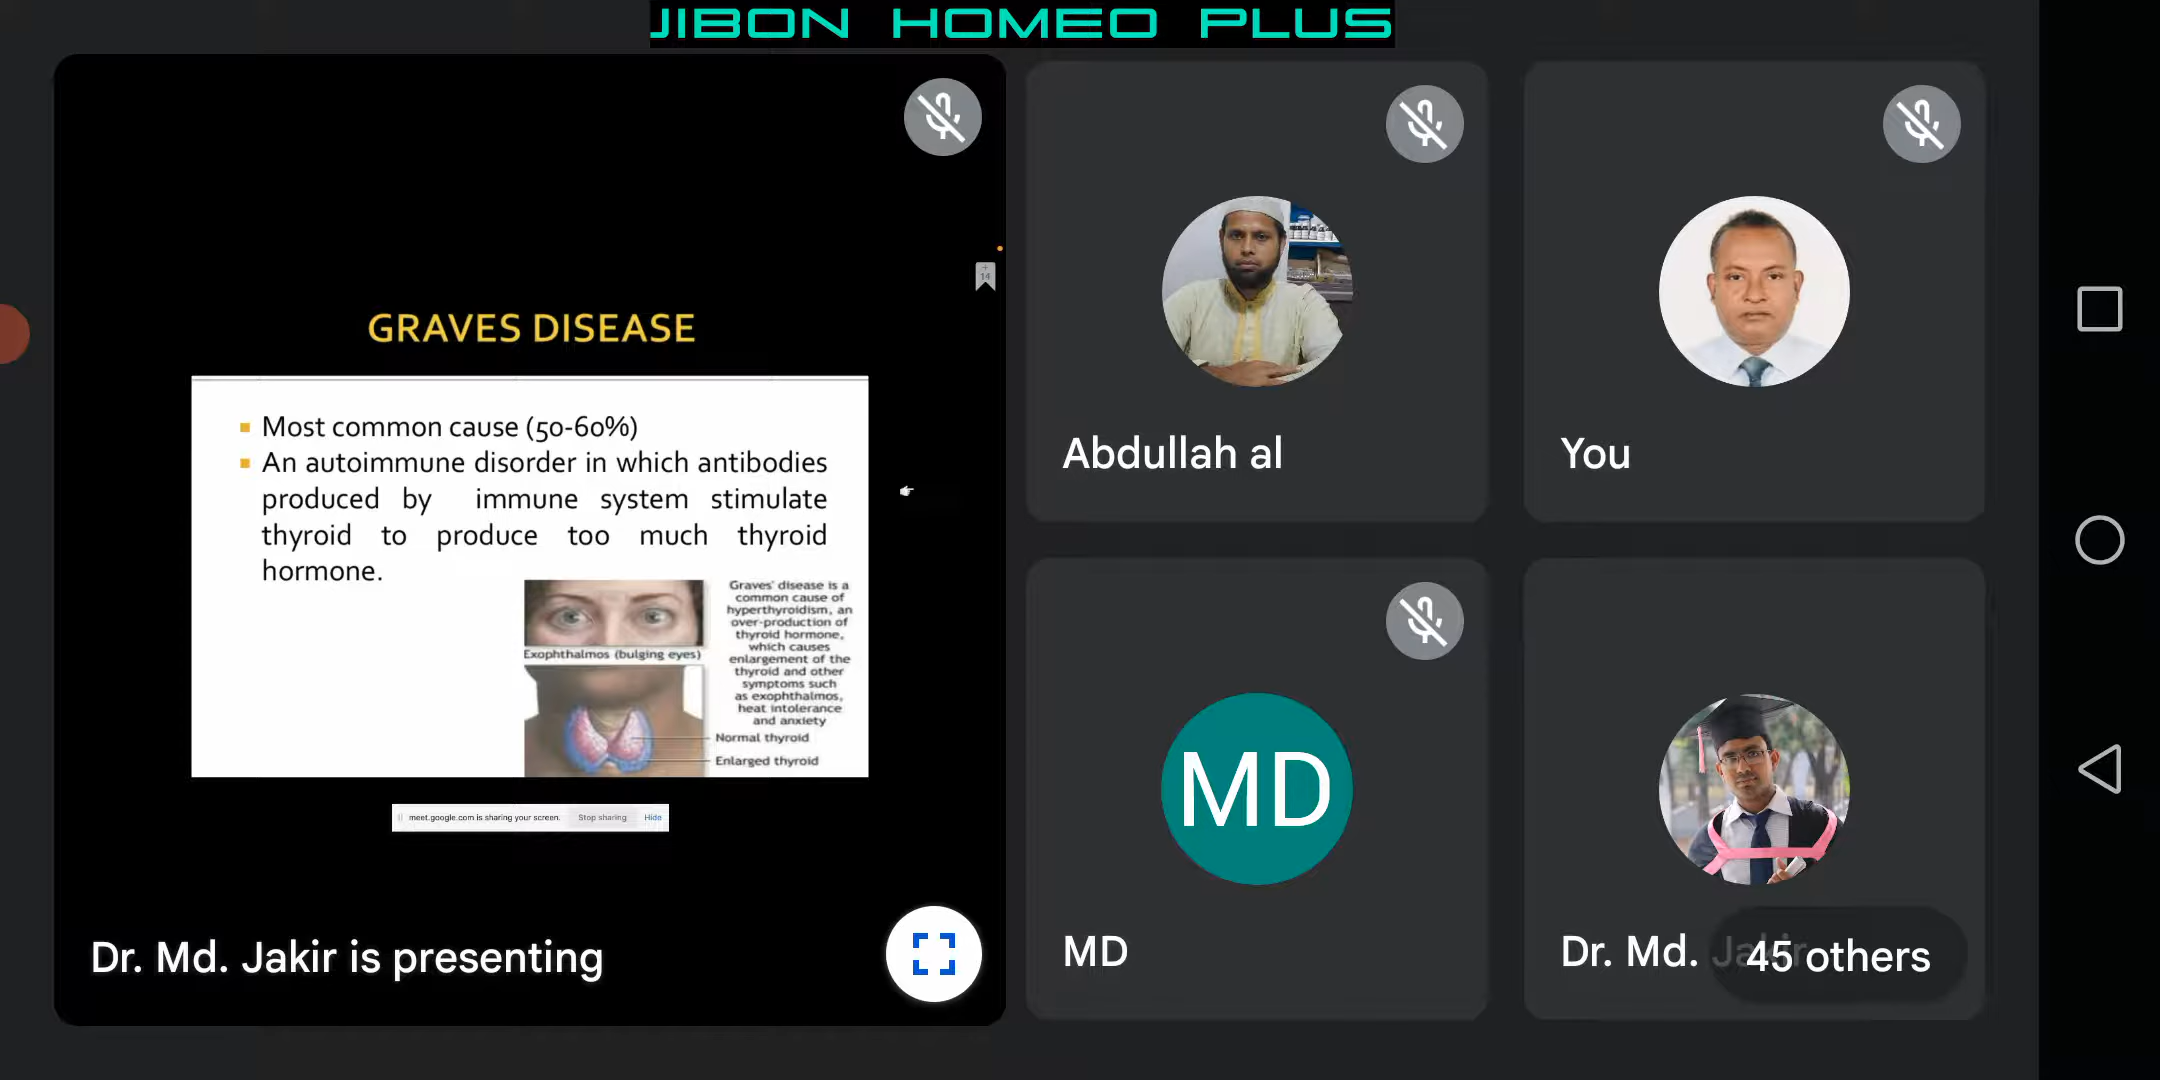 JIBON HOMEO PLUS
14
GRAVES DISEASE
Most common cause (50-60%)
An autoimmune disorder in which antibodies
produced by immune system stimulate
thyroid to produce too much thyroid
hormone.
Exophthalmos (bulging eyes)
Graves' disease is a
common cause of
hyperthyroidism, an
over-production of
thyroid hormone,
which causes
enlargement of the
thyroid and other
symptoms such
as exophthalmos,
heat intolerance
and anxiety
Normal thyroid
Enlarged thyroid
meet.google.com is sharing your screen. Stop sharing Hide
Dr. Md. Jakir is presenting
Abdullah al
You
MD
MD
Dr. Md. Jakir
45 others